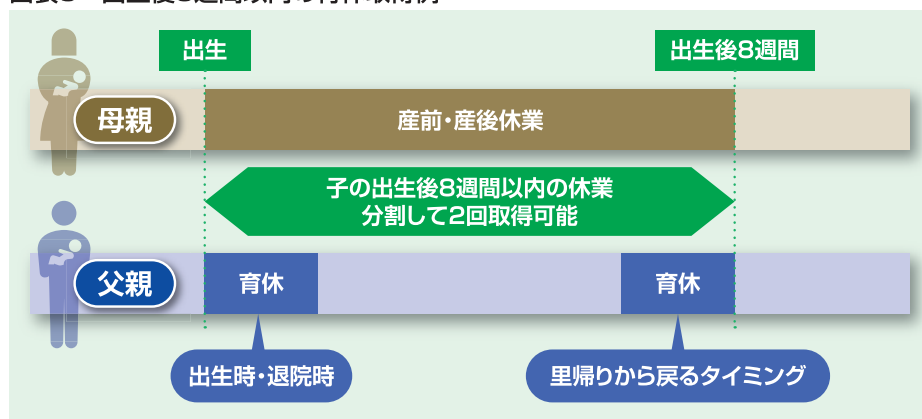 出生
出生後8週間
母親
産前・産後休業
子の出生後8週間以内の休業
分割して2回取得可能
父親
育休
育休
出生時・退院時
里帰りから戻るタイミング